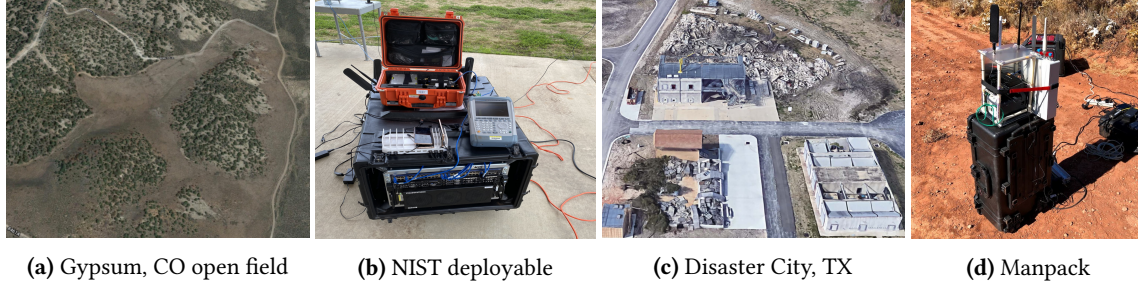 (a) Gypsum, CO open field
(b) NIST deployable
(c) Disaster City, TX
(d) Manpack